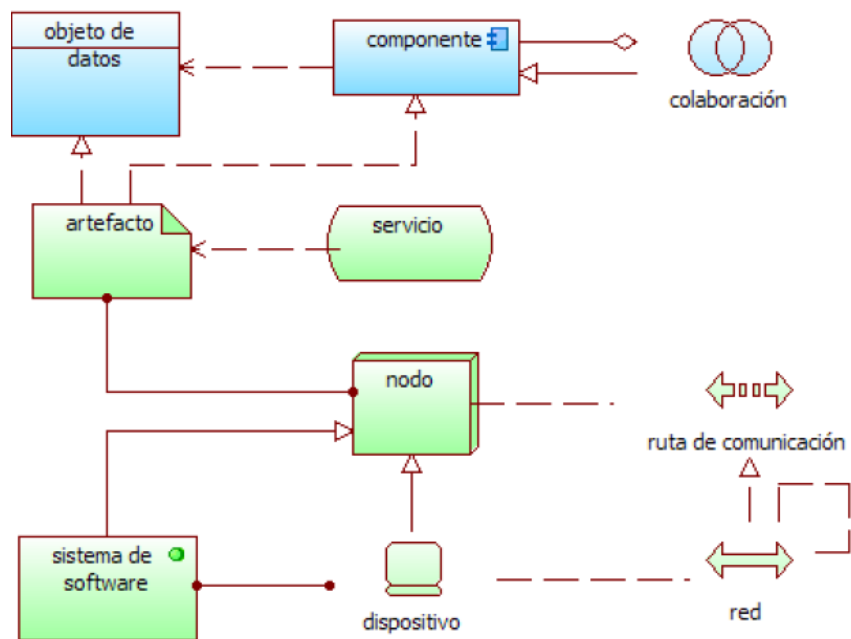 objeto de
datos
componente
colaboración
artefacto
servicio
nodo
ruta de comunicación
sistema de
software
dispositivo
red